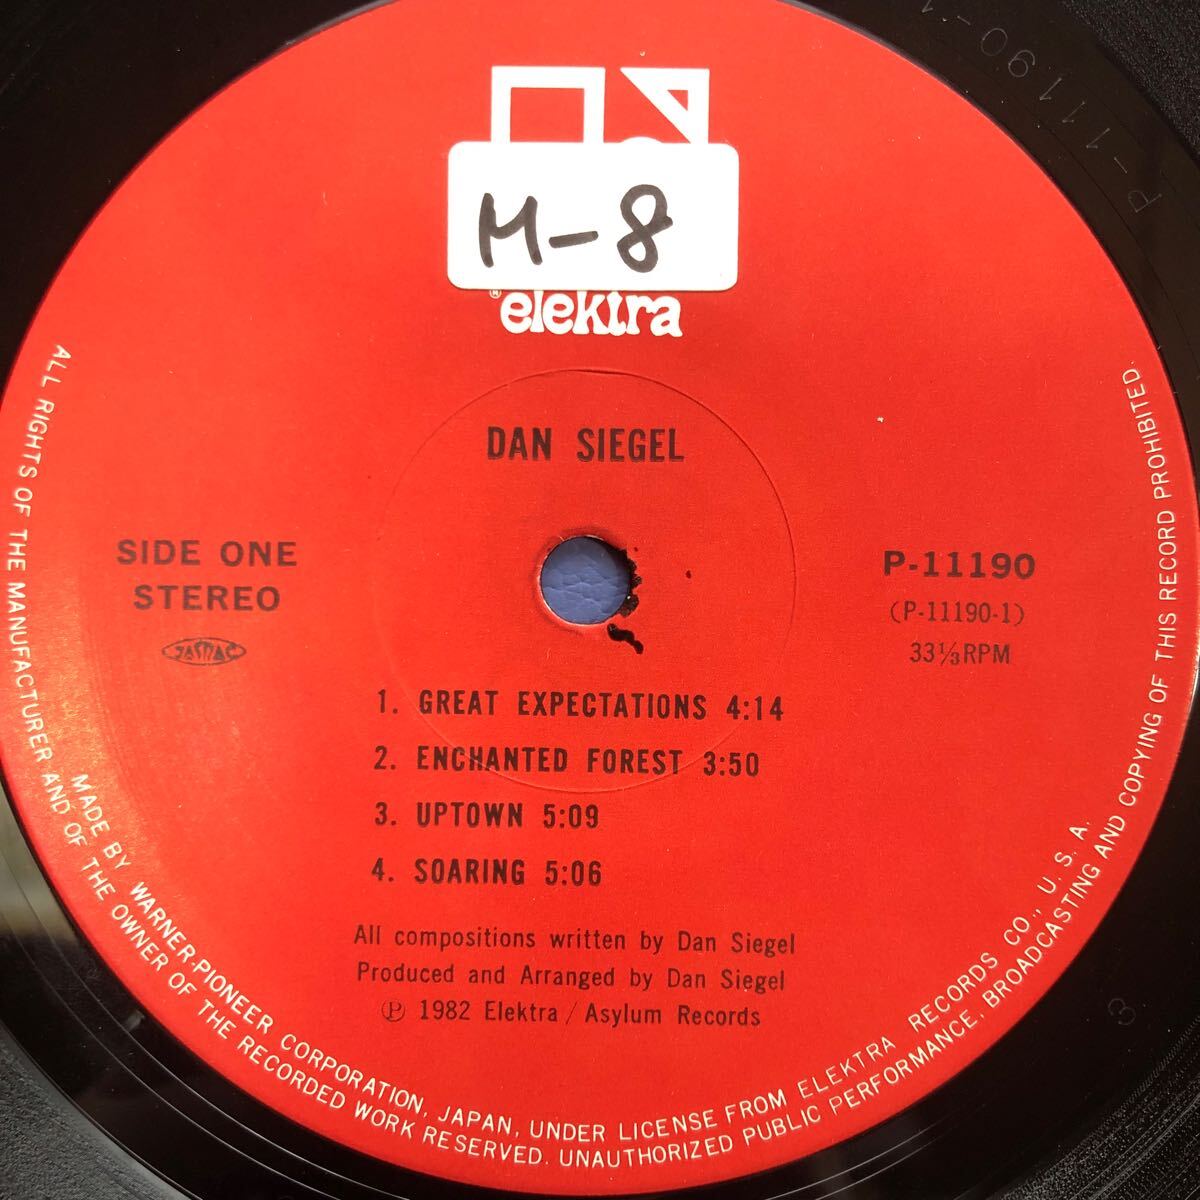 M-8
® elektra
DAN SIEGEL
SIDE ONE
STEREO
JASRAC
P-11190
(P-11190-1)
33⅓RPM
1. GREAT EXPECTATIONS 4:14
2. ENCHANTED FOREST 3:50
3. UPTOWN 5:09
4. SOARING 5:06
All compositions written by Dan Siegel
Produced and Arranged by Dan Siegel
Ⓟ 1982 Elektra / Asylum Records
MADE BY WARNER-PIONEER CORPORATION, JAPAN, UNDER LICENSE FROM ELEKTRA RECORDS CO., U. S. A.
ALL RIGHTS OF THE MANUFACTURER AND OF THE OWNER OF THE RECORDED WORK RESERVED. UNAUTHORIZED PUBLIC PERFORMANCE, BROADCASTING AND COPYING OF THIS RECORD PROHIBITED.
P-11190-1
3